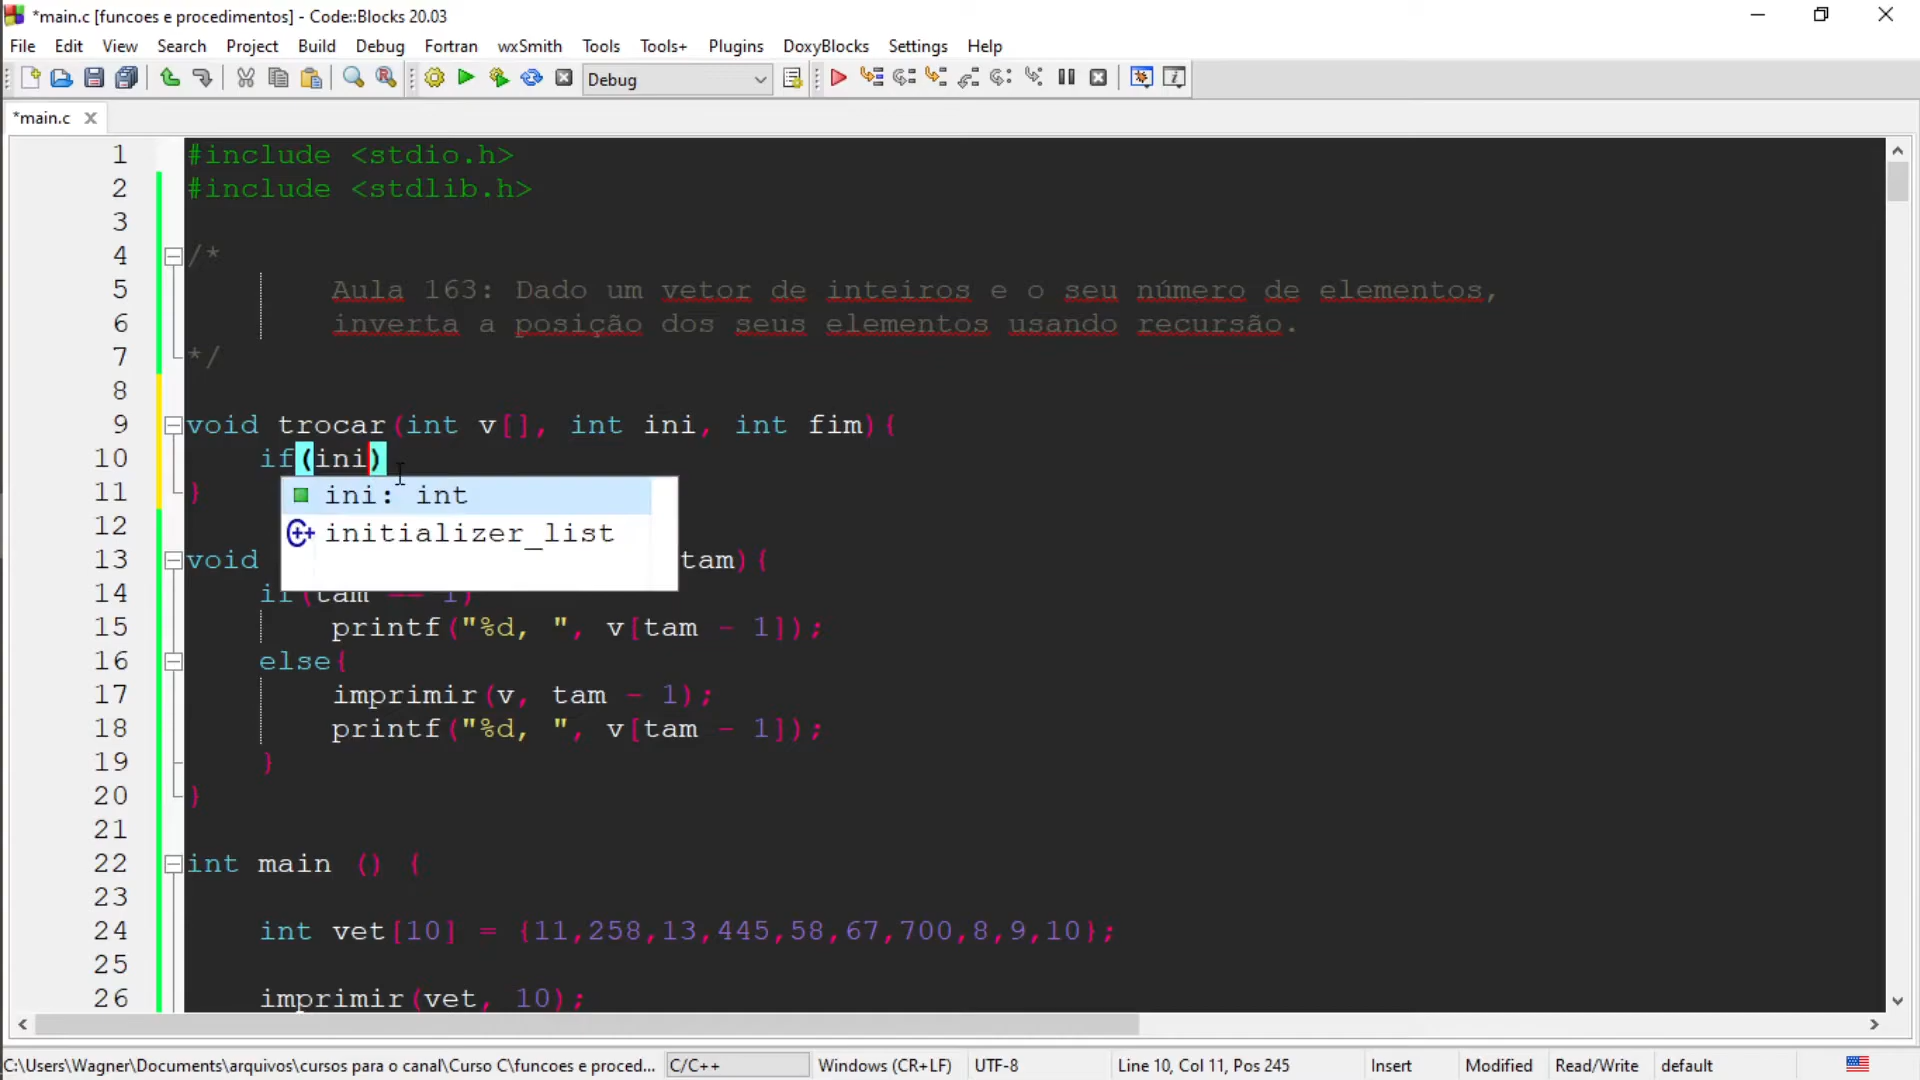 *main.c [funcoes e procedimentos] - Code::Blocks 20.03
File Edit View Search Project Build Debug Fortran wxSmith Tools Tools+ Plugins DoxyBlocks Settings Help
Debug
*main.c
1 #include <stdio.h>
2 #include <stdlib.h>
3
4 /*
5 Aula 163: Dado um vetor de inteiros e o seu número de elementos,
6 inverta a posição dos seus elementos usando recursão.
7 */
8
9 void trocar(int v[], int ini, int fim){
10 if(ini)
ini: int
11 }
initializer_list
12
13 void tam){
14 if(tam == 1)
15 printf("%d, ", v[tam - 1]);
16 else{
17 imprimir(v, tam - 1);
18 printf("%d, ", v[tam - 1]);
19 }
20 }
21
22 int main () {
23
24 int vet[10] = {11,258,13,445,58,67,700,8,9,10};
25
26 imprimir(vet, 10);
C:\Users\Wagner\Documents\arquivos\cursos para o canal\Curso C\funcoes e proced... C/C++ Windows (CR+LF) UTF-8 Line 10, Col 11, Pos 245 Insert Modified Read/Write default